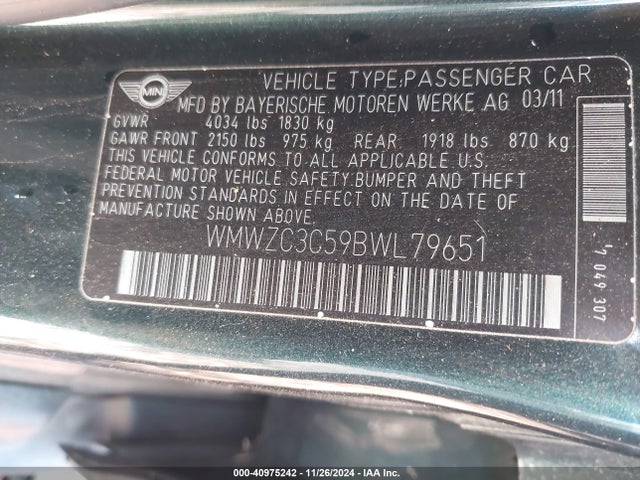 MINI
VEHICLE TYPE:PASSENGER CAR
MFD BY BAYERISCHE MOTOREN WERKE AG 03/11
GVWR 4034 lbs 1830 kg
GAWR FRONT 2150 lbs 975 kg REAR 1918 lbs 870 kg
THIS VEHICLE CONFORMS TO ALL APPLICABLE U.S.
FEDERAL MOTOR VEHICLE SAFETY,BUMPER AND THEFT
PREVENTION STANDARDS IN EFFECT ON THE DATE OF
MANUFACTURE SHOWN ABOVE.
WMWZC3C59BWL79651
7 049 307
000-40975242 | 11/26/2024 | IAA Inc.